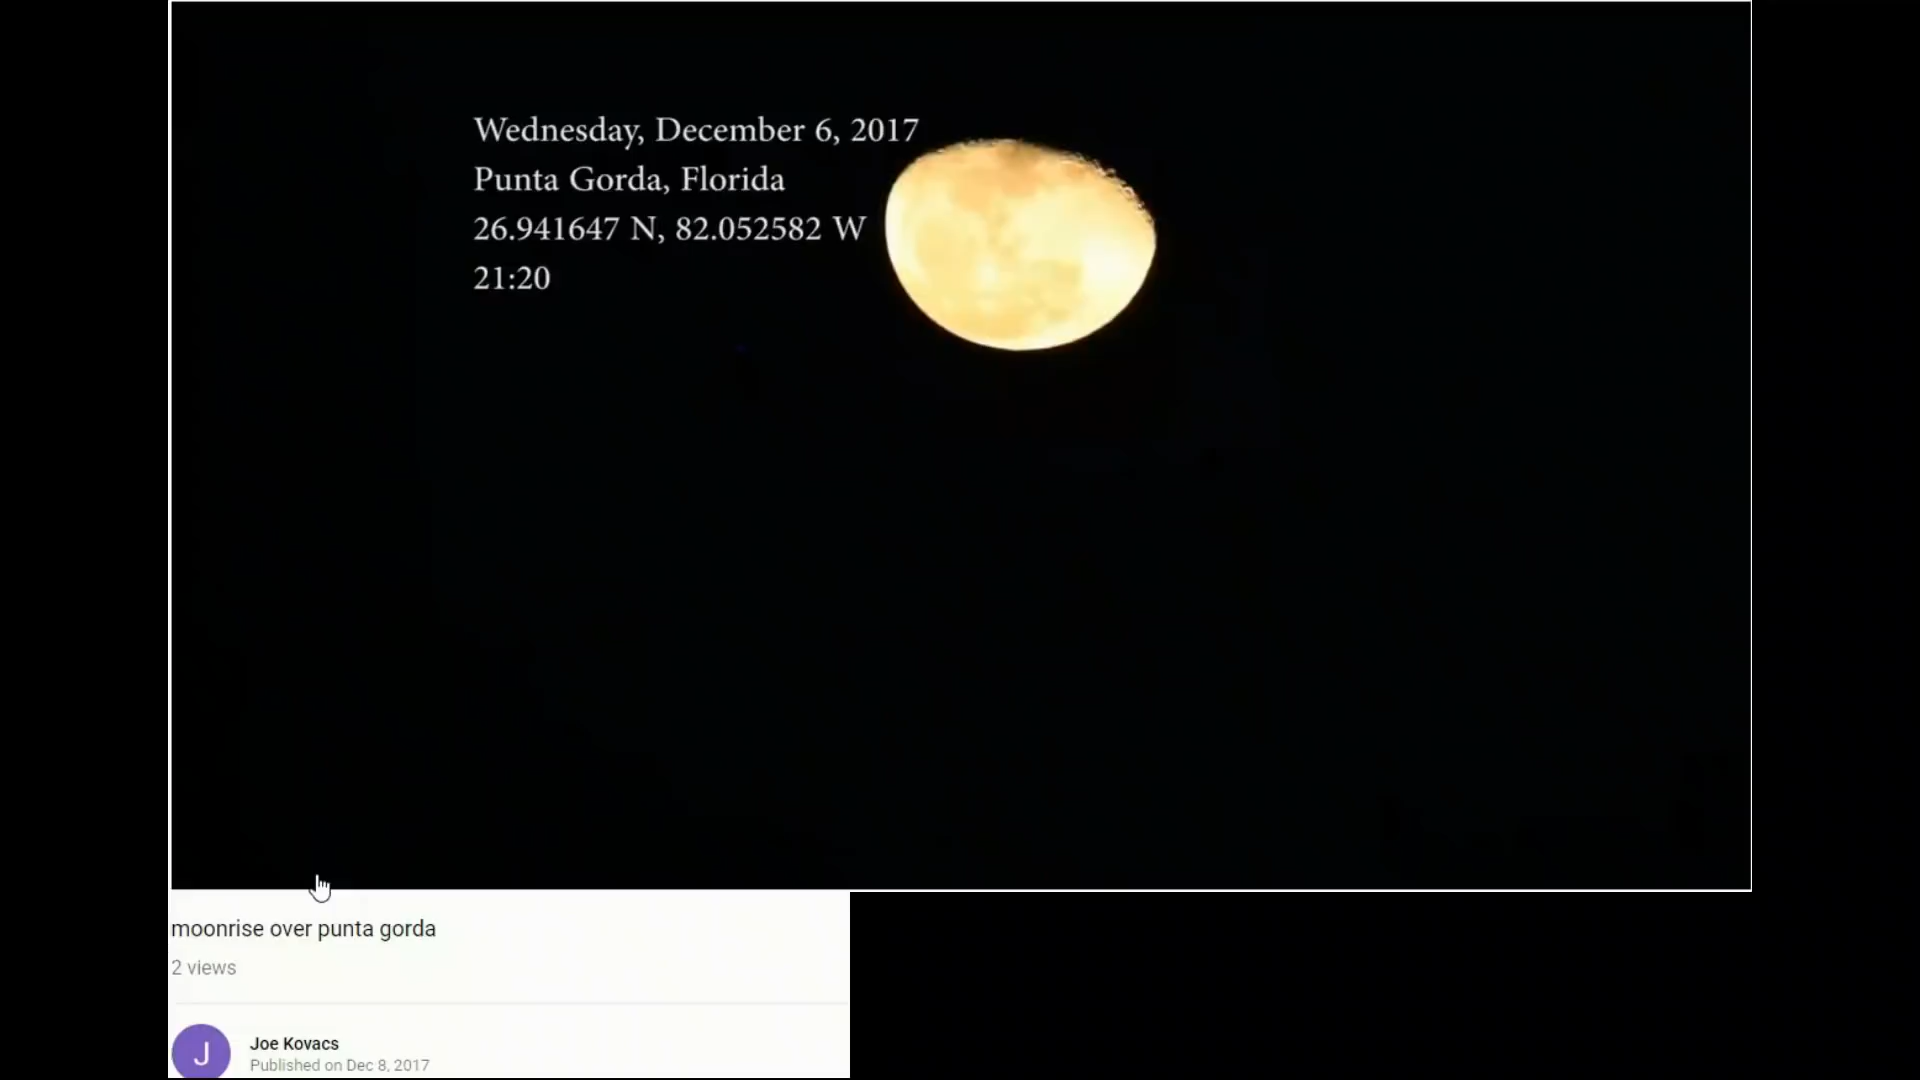 Wednesday, December 6, 2017
Punta Gorda, Florida
26.941647 N, 82.052582 W
21:20
moonrise over punta gorda
2 views
J
Joe Kovacs
Published on Dec 8, 2017